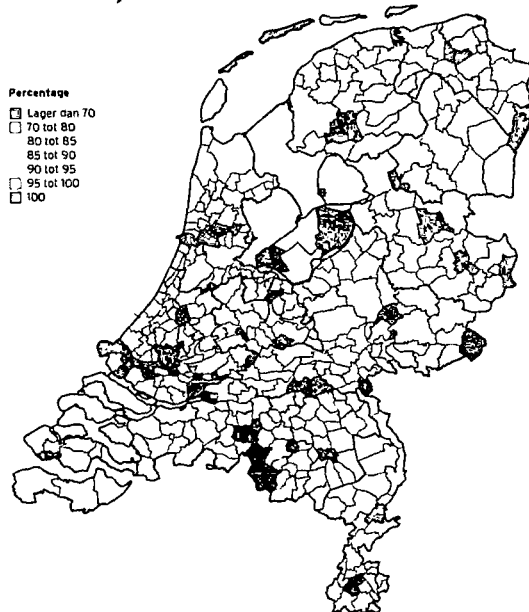 Percentage
Lager dan 70
70 tot 80
80 tot 85
85 tot 90
90 tot 95
95 tot 100
100